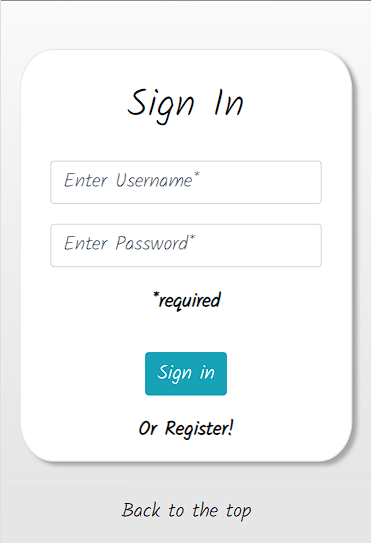 Sign In
Enter Username*
Enter Password*
*required
Sign in
Or Register!
Back to the top